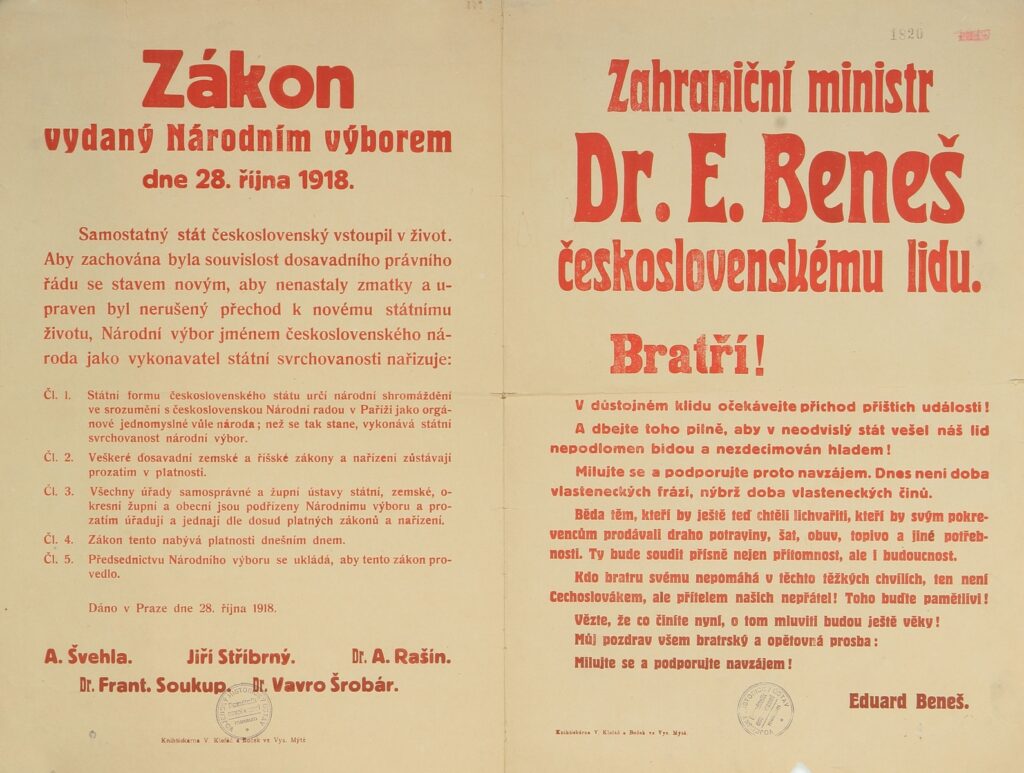 Zákon
vydaný Národním výborem
dne 28. října 1918.
Samostatný stát československý vstoupil v život.
Aby zachována byla souvislost dosavadního právního
řádu se stavem novým, aby nenastaly zmatky a u-
praven byl nerušený přechod k novému státnímu
životu, Národní výbor jménem československého ná-
roda jako vykonavatel státní svrchovanosti nařizuje:
Čl. 1. Státní formu československého státu určí národní shromáždění
ve srozumění s československou Národní radou v Paříži jako orgá-
nové jednomyslné vůle národa; než se tak stane, vykonává státní
svrchovanost národní výbor.
Čl. 2. Veškeré dosavadní zemské a říšské zákony a nařízení zůstávají
prozatím v platnosti.
Čl. 3. Všechny úřady samosprávné a župní ústavy státní, zemské, o-
kresní župní a obecní jsou podřízeny Národnímu výboru a pro-
zatím úřadují a jednají dle dosud platných zákonů a nařízení.
Čl. 4. Zákon tento nabývá platnosti dnešním dnem.
Čl. 5. Předsednictvu Národního výboru se ukládá, aby tento zákon pro-
vedlo.
Dáno v Praze dne 28. října 1918.
A. Švehla. Jiří Stříbrný. Dr. A. Rašín.
Dr. Frant. Soukup. Dr. Vavro Šrobár.
Knihtiskárna V. Kleláč a Boček ve Vys. Mýtě
1820
Zahraniční ministr
Dr. E. Beneš
československému lidu.
Bratří!
V důstojném klidu očekávejte příchod příštích událostí!
A dbejte toho pilně, aby v neodvislý stát vešel náš lid
nepodlomen bídou a nezdecimován hladem!
Milujte se a podporujte proto navzájem. Dnes není doba
vlasteneckých frází, nýbrž doba vlasteneckých činů.
Běda těm, kteří by ještě teď chtěli lichvařiti, kteří by svým pokre-
vencům prodávali draho potraviny, šat, obuv, topivo a jiné potřeb-
nosti. Ty bude soudit přísně nejen přítomnost, ale i budoucnost.
Kdo bratru svému nepomáhá v těchto těžkých chvílích, ten není
Čechoslovákem, ale přítelem našich nepřátel! Toho buďte pamětlivi!
Vězte, že co činíte nyní, o tom mluviti budou ještě věky!
Můj pozdrav všem bratrský a opětovná prosba:
Milujte se a podporujte navzájem!
Eduard Beneš.
Knihtiskárna V. Kleláč a Boček ve Vys. Mýtě